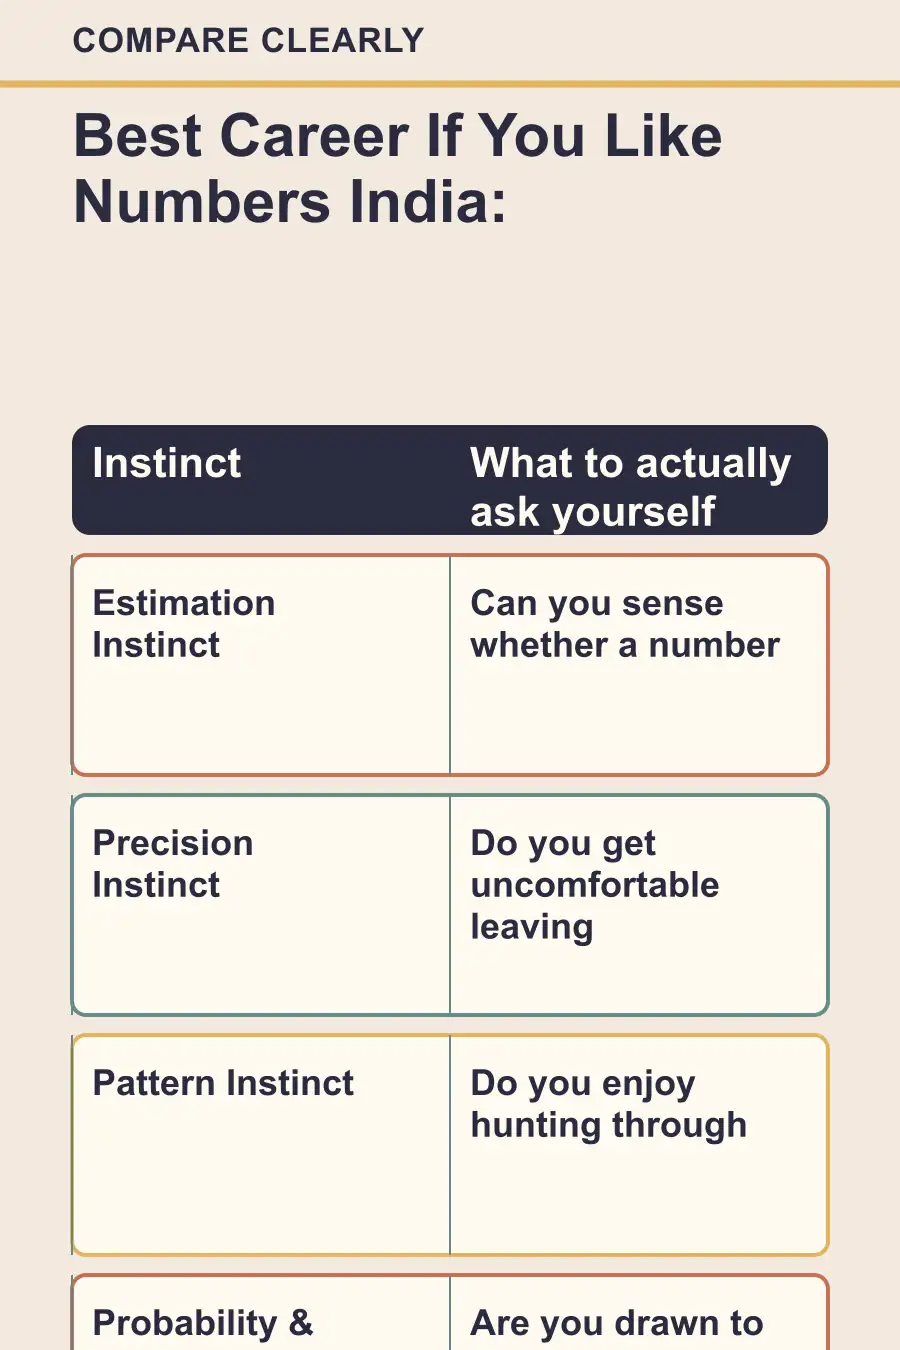 COMPARE CLEARLY
Best Career If You Like
Numbers India:
Instinct
What to actually
ask yourself
Estimation
Instinct
Can you sense
whether a number
Precision
Instinct
Do you get
uncomfortable
leaving
Pattern Instinct
Do you enjoy
hunting through
Probability &
Are you drawn to